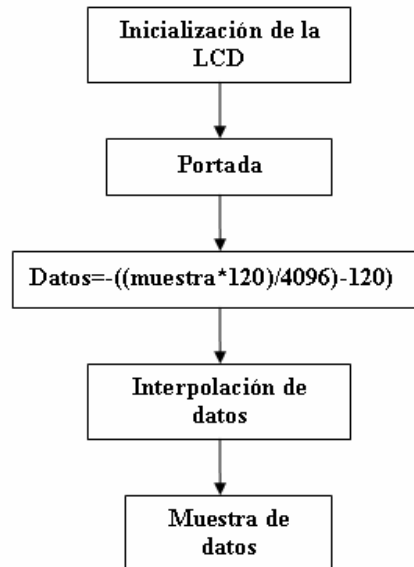 Inicialización de la
LCD
Portada
Datos=-((muestra*120)/4096)-120)
Interpolación de
datos
Muestra de
datos